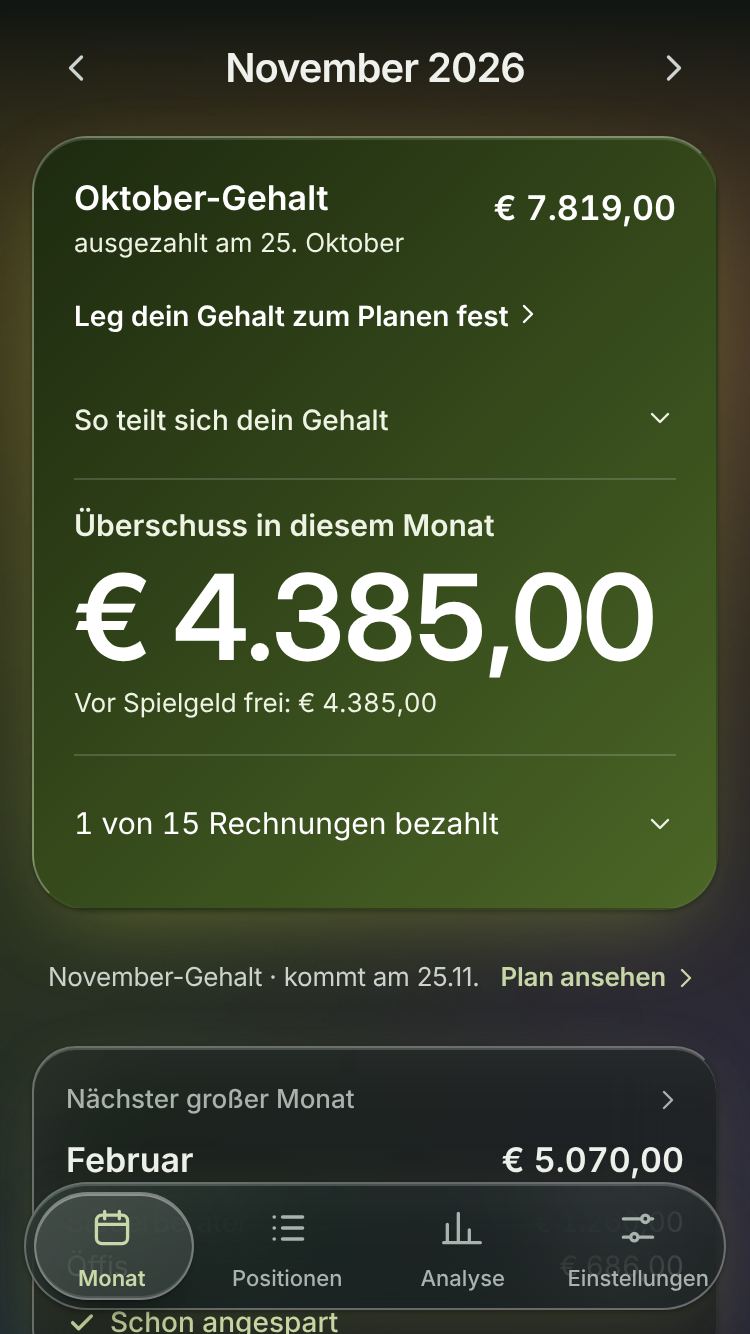 November 2026
Oktober-Gehalt
€ 7.819,00
ausgezahlt am 25. Oktober
Leg dein Gehalt zum Planen fest
So teilt sich dein Gehalt
Überschuss in diesem Monat
€ 4.385,00
Vor Spielgeld frei: € 4.385,00
1 von 15 Rechnungen bezahlt
November-Gehalt · kommt am 25.11. Plan ansehen
Nächster großer Monat
Februar € 5.070,00
Öffis € 686,00
Monat Positionen Analyse Einstellungen
Schon angespart